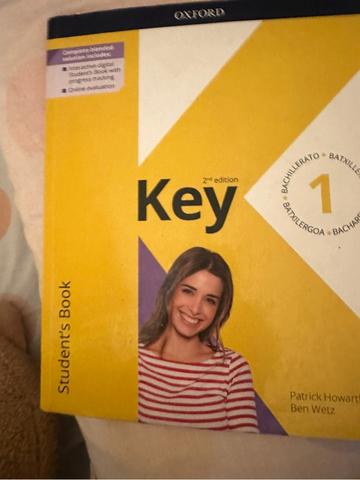 OXFORD
Complete blended
solution includes:
Interactive digital
Student's Book with
progress tracking
Online evaluation
2nd edition
Key
BACHILLERATO
BATXILERGOA
1
Student's Book
Patrick Howarth
Ben Wetz